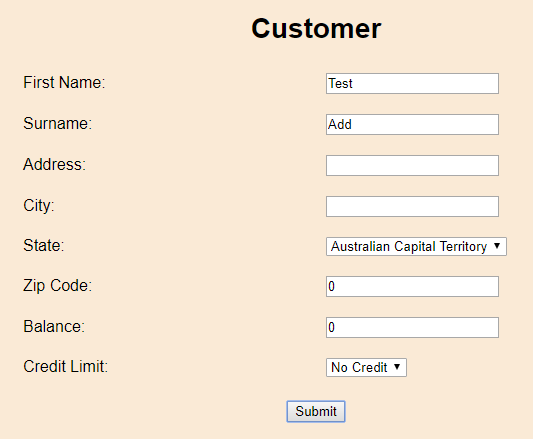 Customer
First Name: Test
Surname: Add
Address:
City:
State: Australian Capital Territory
Zip Code: 0
Balance: 0
Credit Limit: No Credit
Submit